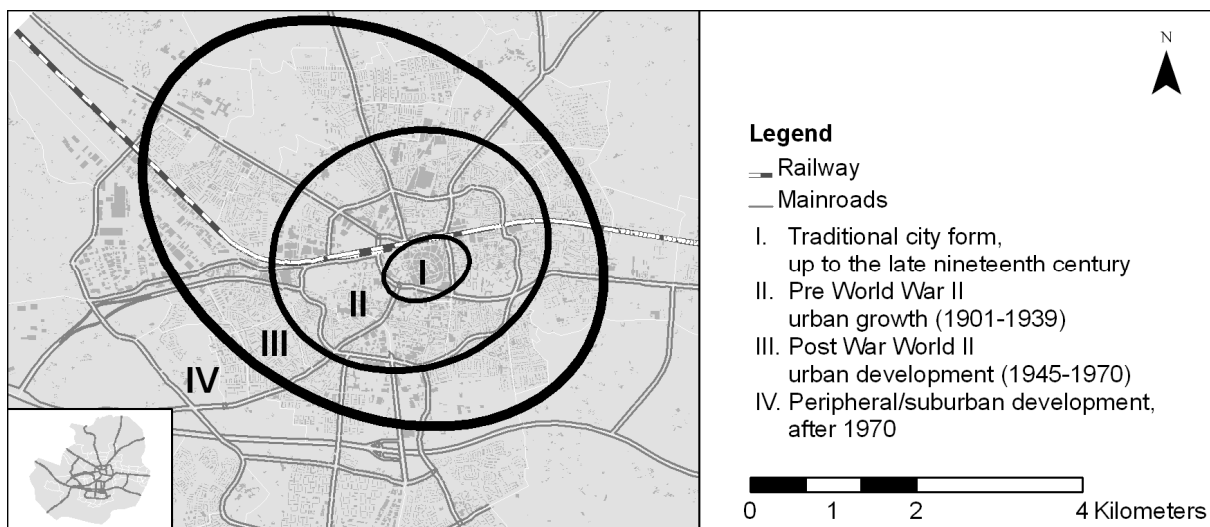 I
II
III
IV
N
Legend
Railway
Mainroads
I. Traditional city form,
up to the late nineteenth century
II. Pre World War II
urban growth (1901-1939)
III. Post War World II
urban development (1945-1970)
IV. Peripheral/suburban development,
after 1970
0 1 2 4 Kilometers